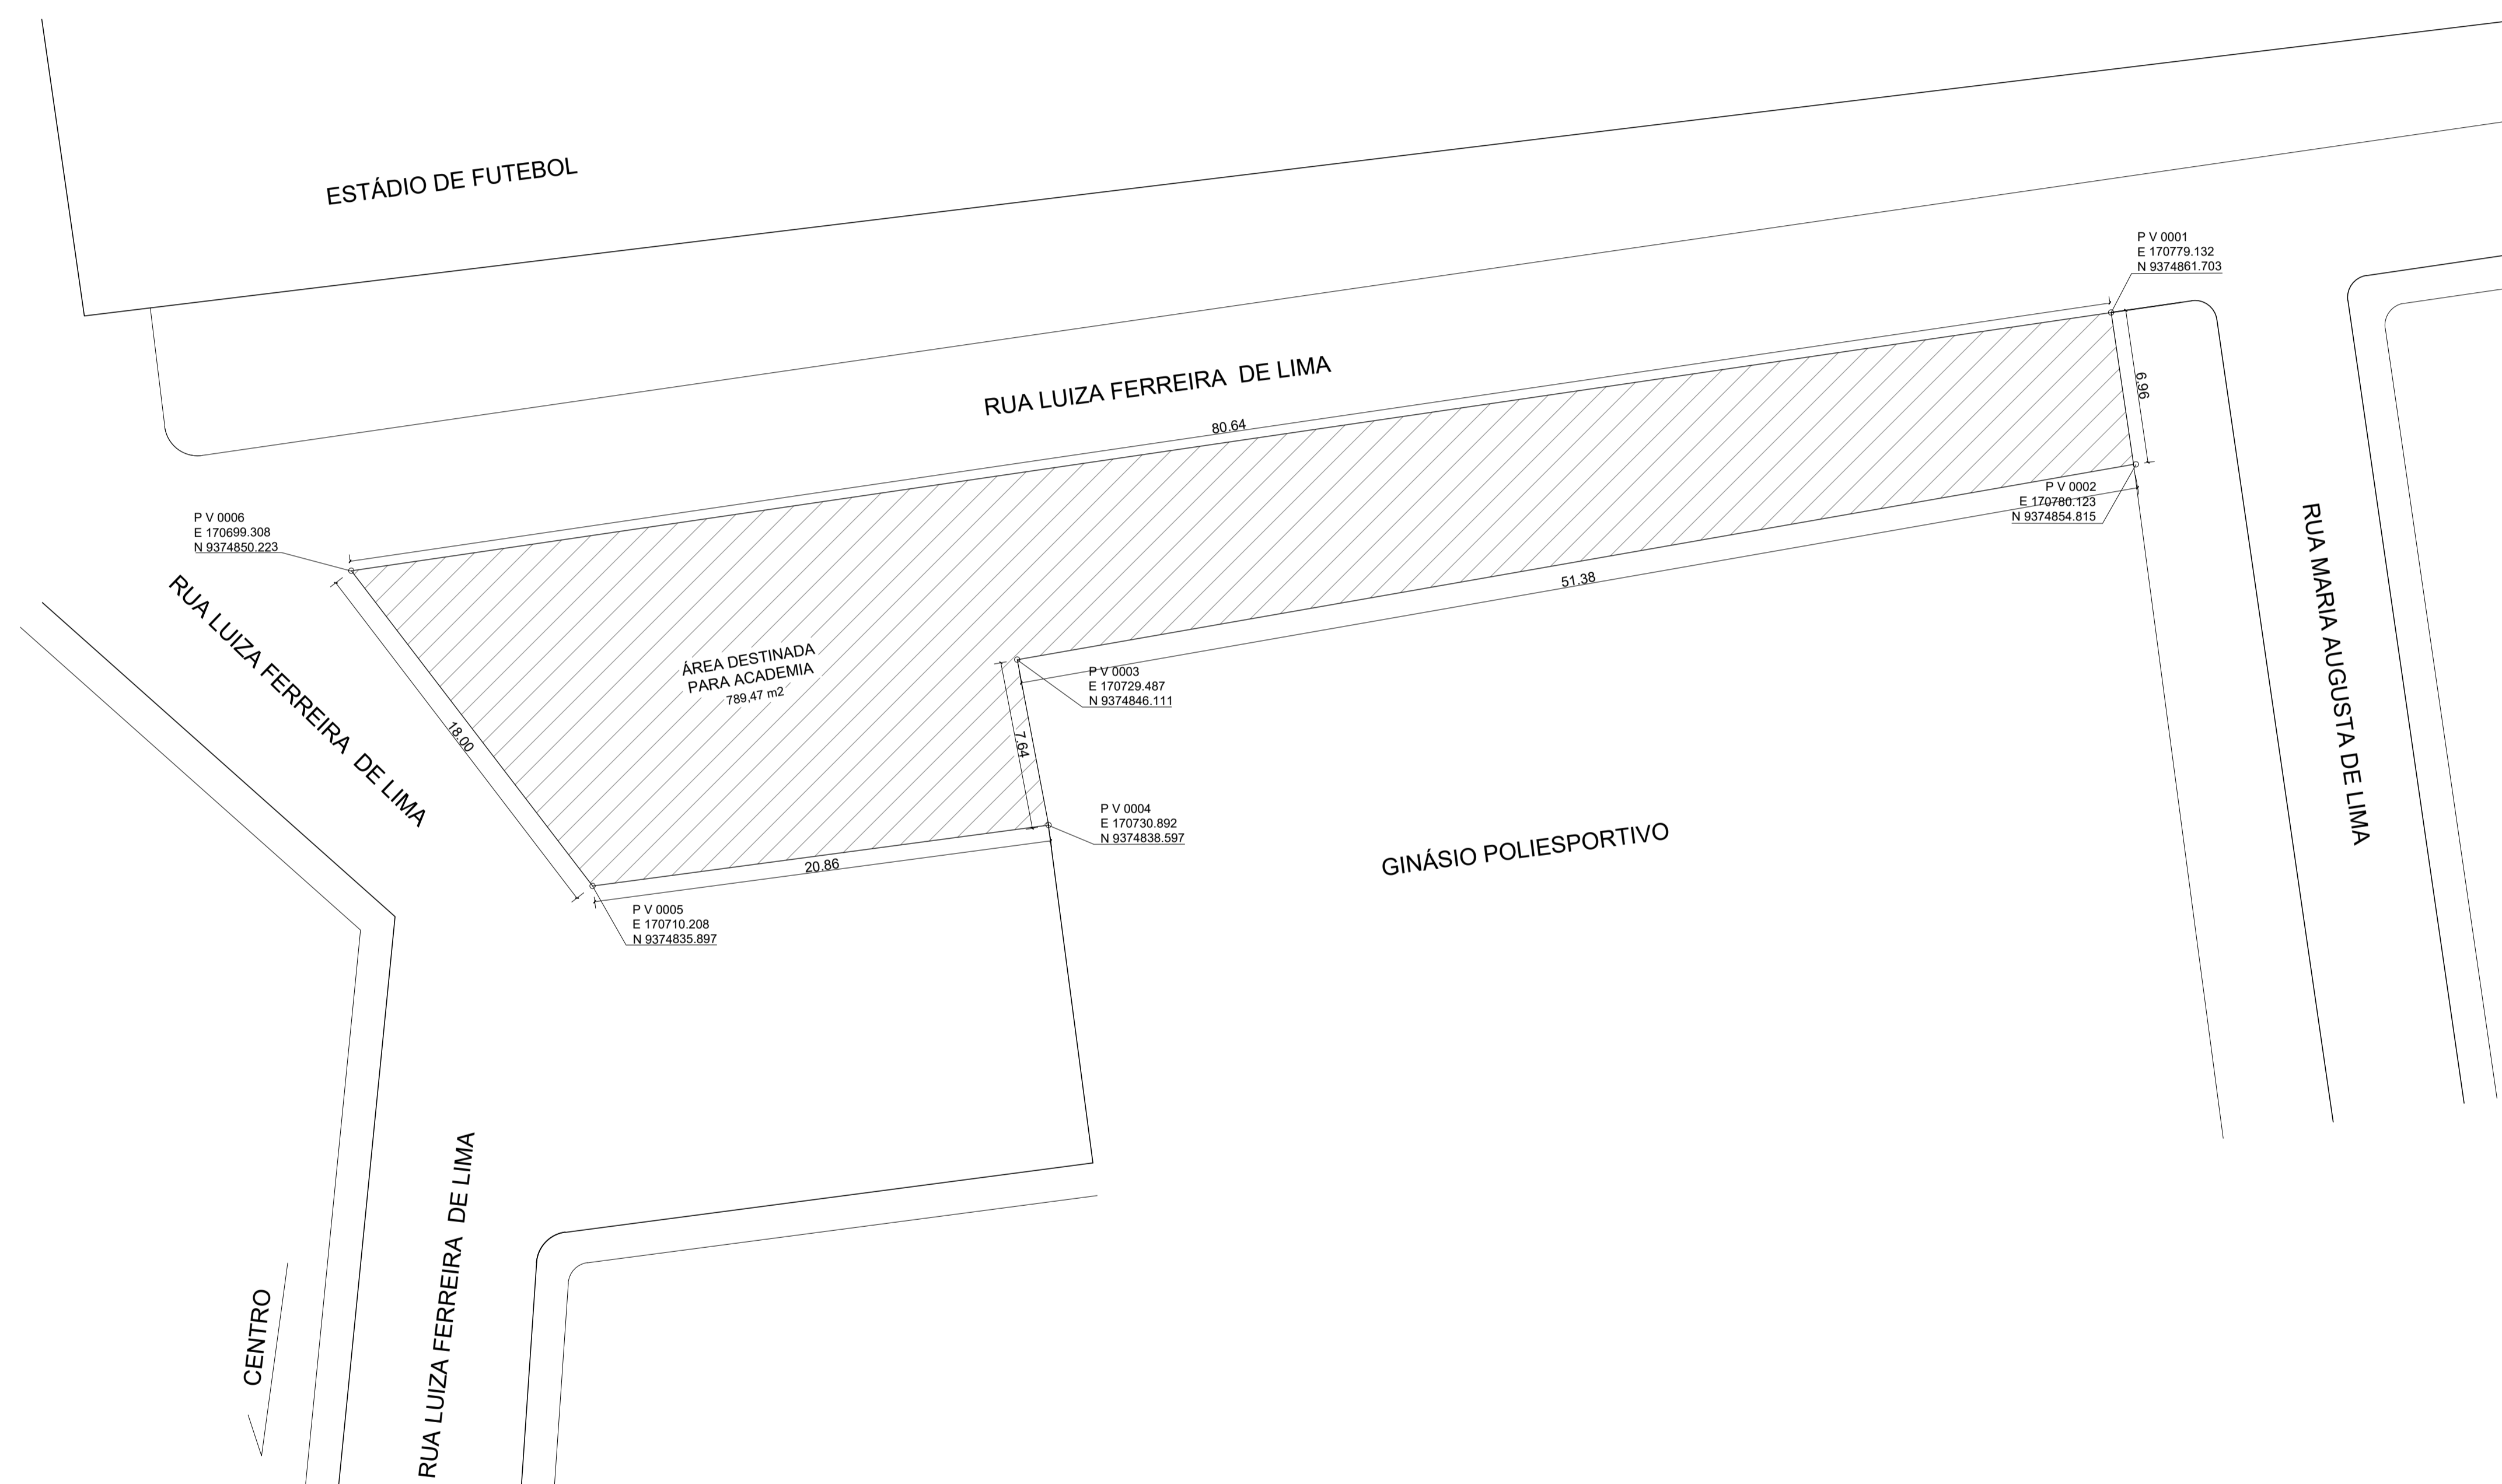 ESTÁDIO DE FUTEBOL
P V 0001
E 170779.132
N 9374861.703
RUA LUIZA FERREIRA DE LIMA
80.64
6.96
P V 0002
E 170780.123
N 9374854.815
P V 0006
E 170699.308
N 9374850.223
RUA LUIZA FERREIRA DE LIMA
51.38
RUA MARIA AUGUSTA DE LIMA
ÁREA DESTINADA
PARA ACADEMIA
789,47 m2
P V 0003
E 170729.487
N 9374846.111
18.00
7.64
P V 0004
E 170730.892
N 9374838.597
GINÁSIO POLIESPORTIVO
20.86
P V 0005
E 170710.208
N 9374835.897
RUA LUIZA FERREIRA DE LIMA
CENTRO